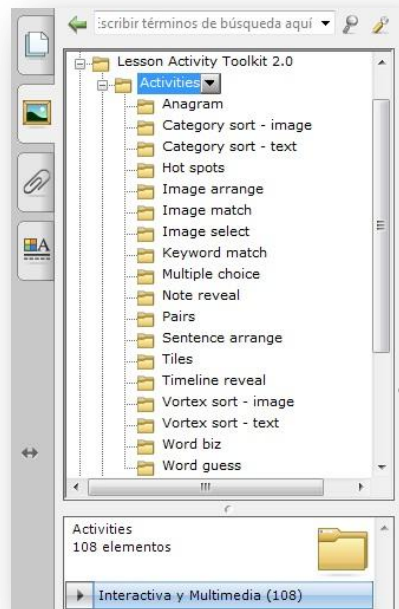 Escribir términos de búsqueda aquí
Lesson Activity Toolkit 2.0
Activities
Anagram
Category sort - image
Category sort - text
Hot spots
Image arrange
Image match
Image select
Keyword match
Multiple choice
Note reveal
Pairs
Sentence arrange
Tiles
Timeline reveal
Vortex sort - image
Vortex sort - text
Word biz
Word guess
Activities
108 elementos
Interactiva y Multimedia (108)